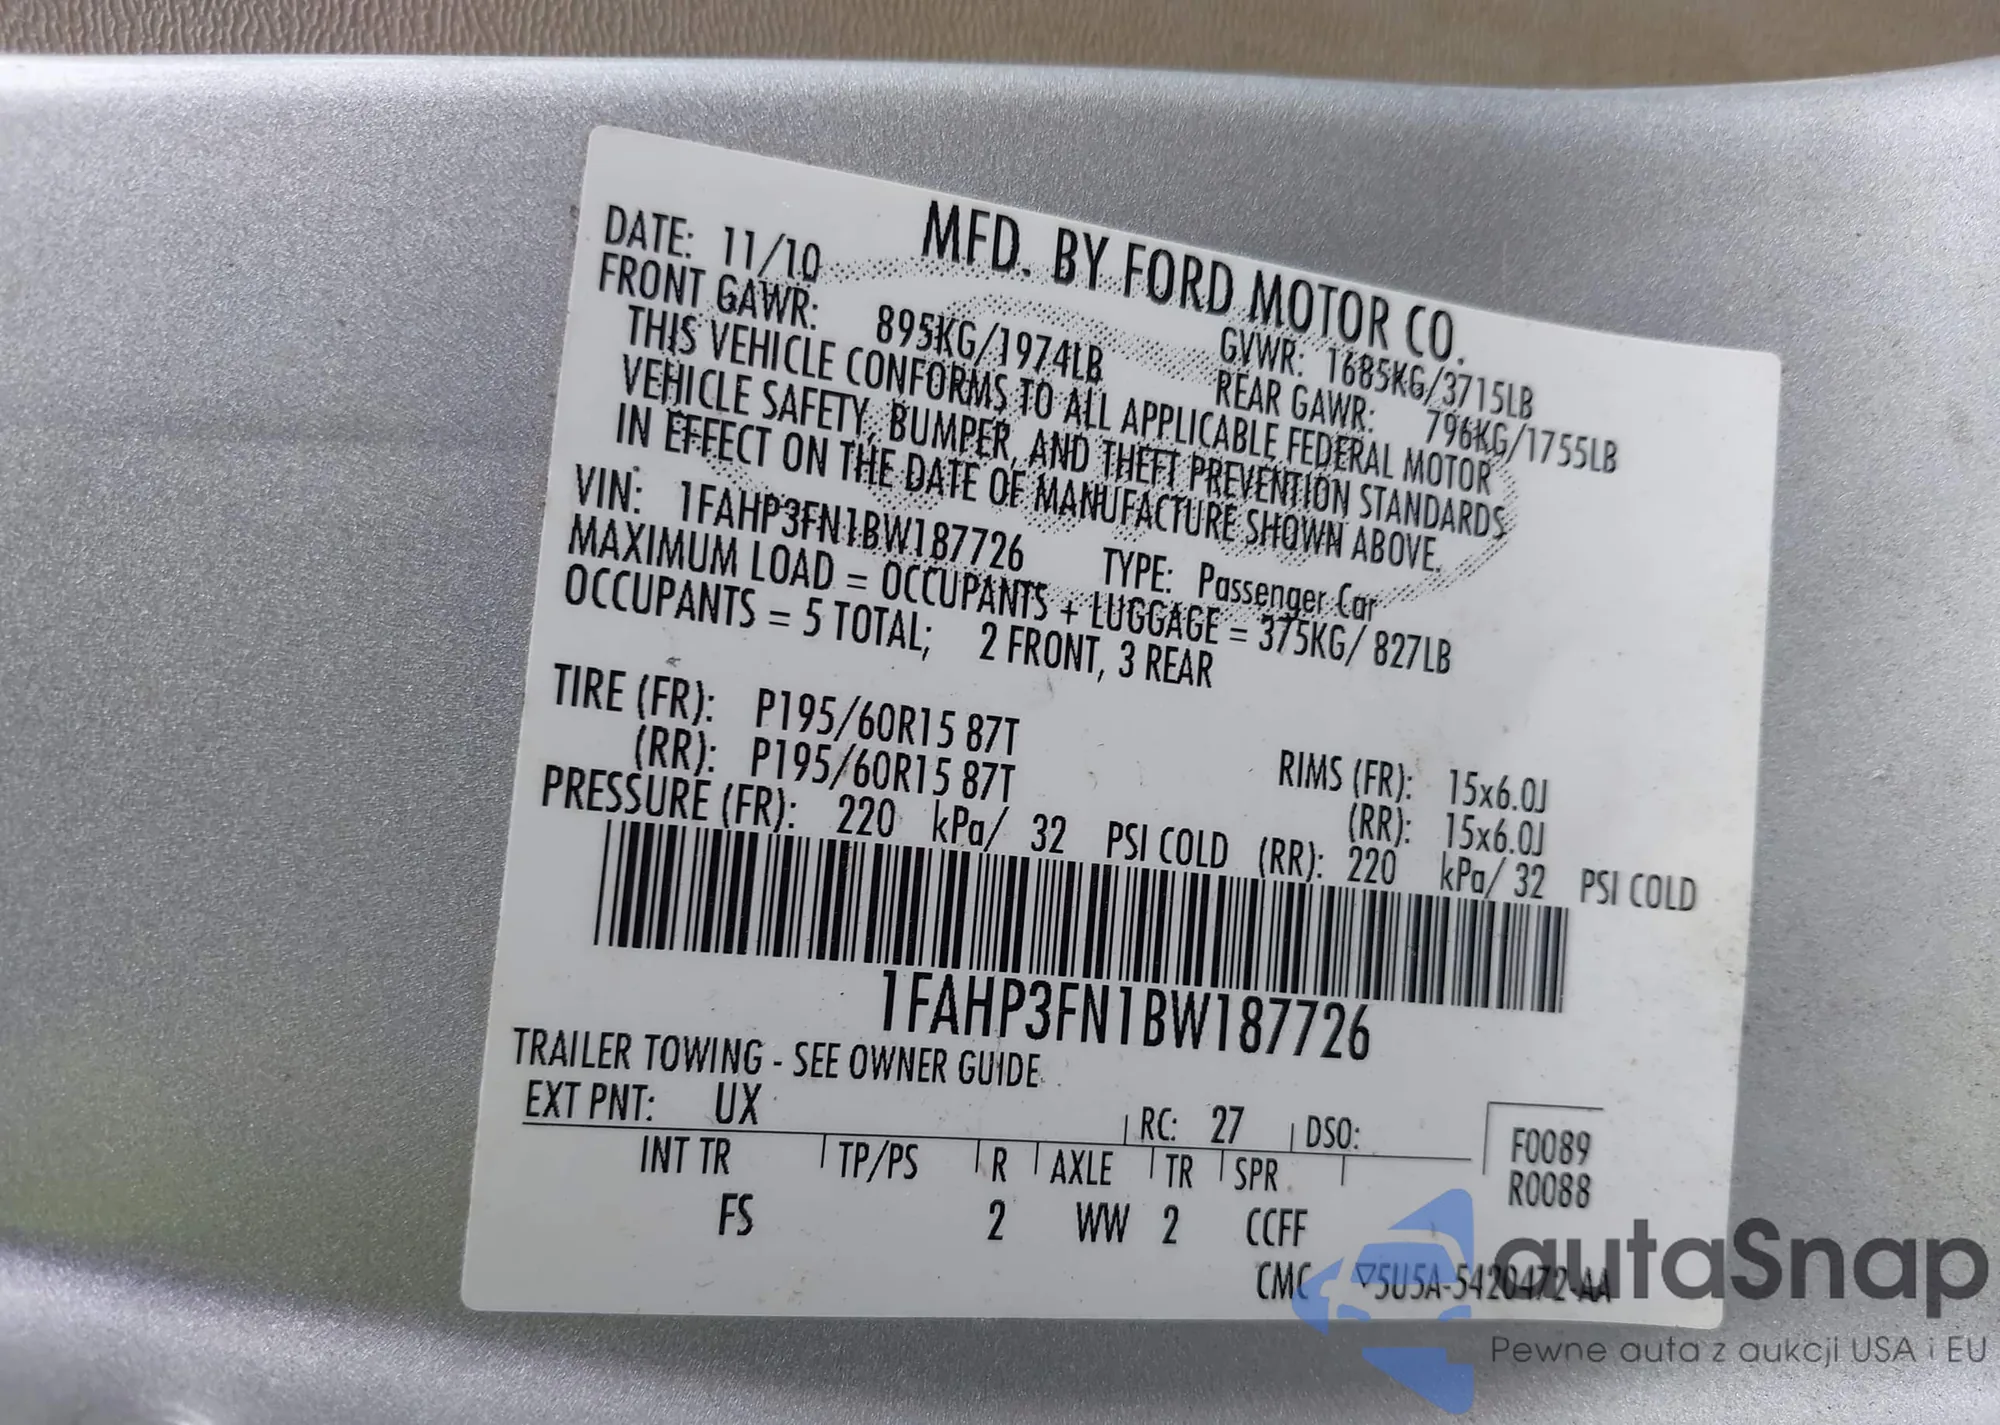 MFD. BY FORD MOTOR CO.
DATE: 11/10 GVWR: 1685KG/3715LB
FRONT GAWR: 895KG/1974LB REAR GAWR: 796KG/1755LB
THIS VEHICLE CONFORMS TO ALL APPLICABLE FEDERAL MOTOR
VEHICLE SAFETY, BUMPER, AND THEFT PREVENTION STANDARDS
IN EFFECT ON THE DATE OF MANUFACTURE SHOWN ABOVE.
VIN: 1FAHP3FN1BW187726 TYPE: Passenger Car
MAXIMUM LOAD = OCCUPANTS + LUGGAGE = 375KG/ 827LB
OCCUPANTS = 5 TOTAL; 2 FRONT, 3 REAR
TIRE (FR): P195/60R15 87T RIMS (FR): 15x6.0J
(RR): P195/60R15 87T (RR): 15x6.0J
PRESSURE (FR): 220 kPa/ 32 PSI COLD (RR): 220 kPa/ 32 PSI COLD
1FAHP3FN1BW187726
TRAILER TOWING - SEE OWNER GUIDE
EXT PNT: UX RC: 27 DSO: F0089
INT TR TP/PS R AXLE TR SPR R0088
FS 2 WW 2 CCFF
CMC ▽5U5A-5420472-AA
autaSnap
Pewne auta z aukcji USA i EU